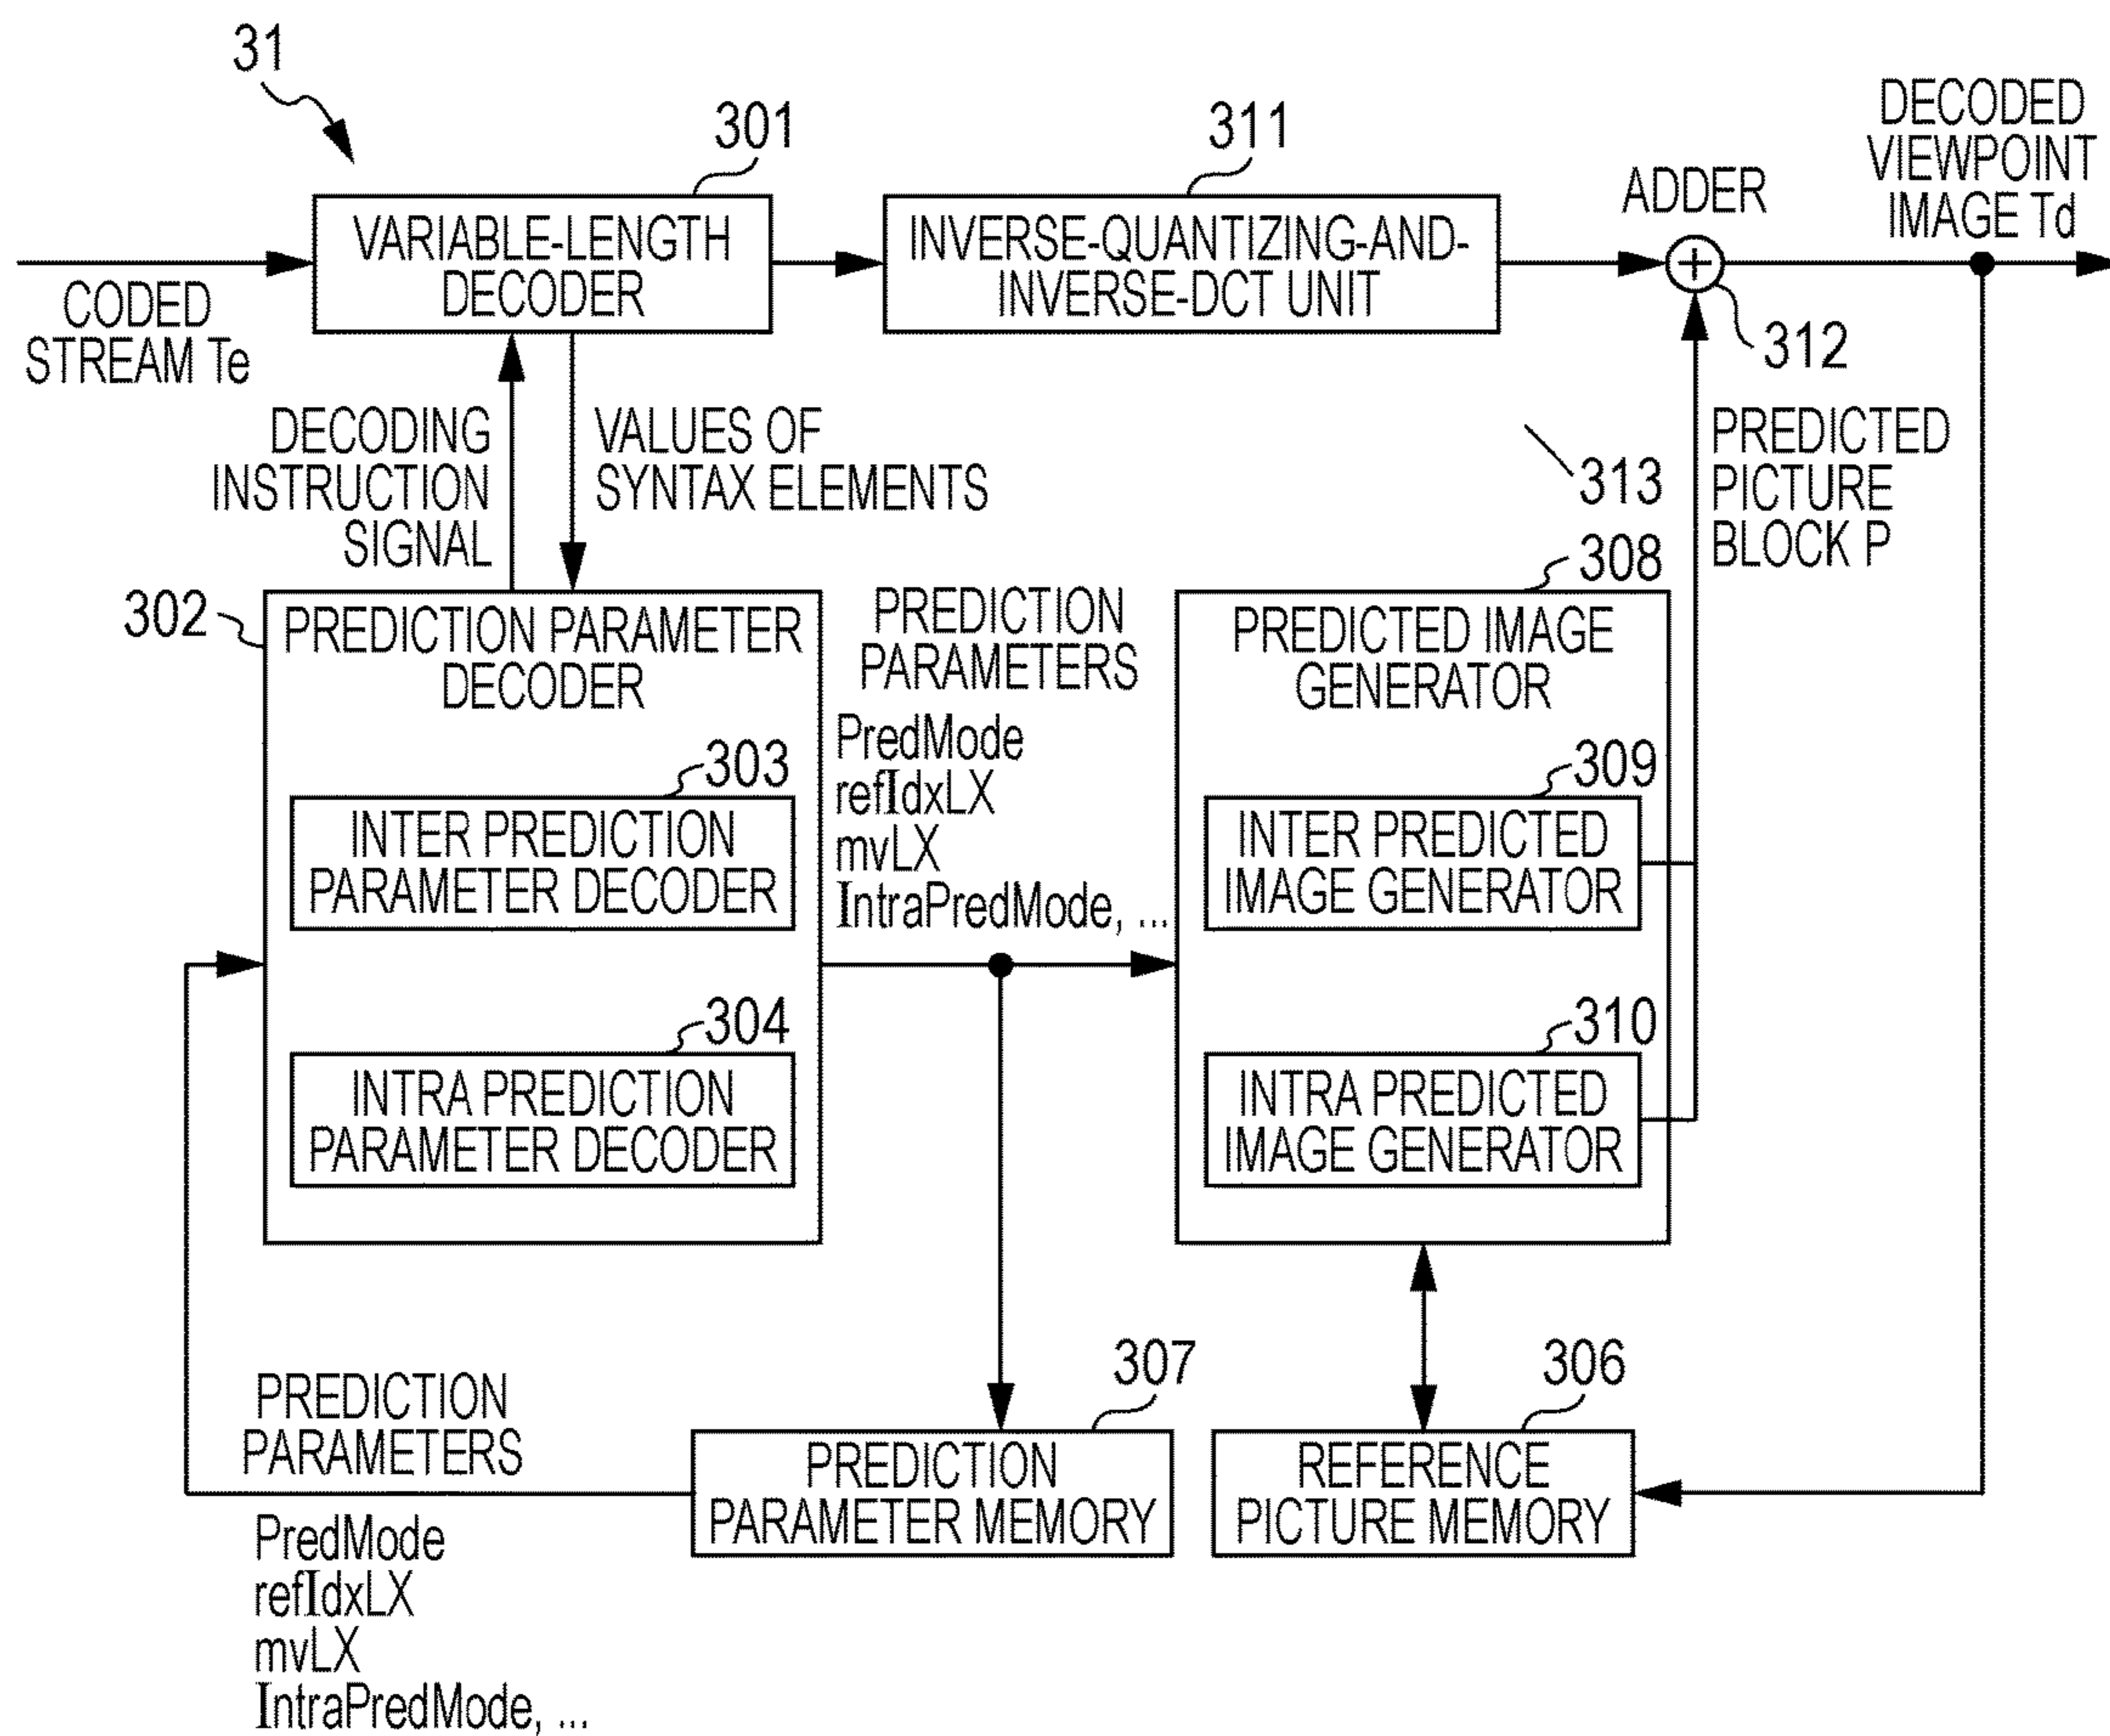 31
301
311
DECODED
VIEWPOINT
IMAGE Td
ADDER
VARIABLE-LENGTH
DECODER
INVERSE-QUANTIZING-AND-
INVERSE-DCT UNIT
+
312
CODED
STREAM Te
DECODING
INSTRUCTION
SIGNAL
VALUES OF
SYNTAX ELEMENTS
313
PREDICTED
PICTURE
BLOCK P
302
PREDICTION PARAMETER
DECODER
303
INTER PREDICTION
PARAMETER DECODER
304
INTRA PREDICTION
PARAMETER DECODER
PREDICTION
PARAMETERS
PredMode
refIdxLX
mvLX
IntraPredMode, ...
308
PREDICTED IMAGE
GENERATOR
309
INTER PREDICTED
IMAGE GENERATOR
310
INTRA PREDICTED
IMAGE GENERATOR
PREDICTION
PARAMETERS
PredMode
refIdxLX
mvLX
IntraPredMode, ...
307
PREDICTION
PARAMETER MEMORY
306
REFERENCE
PICTURE MEMORY